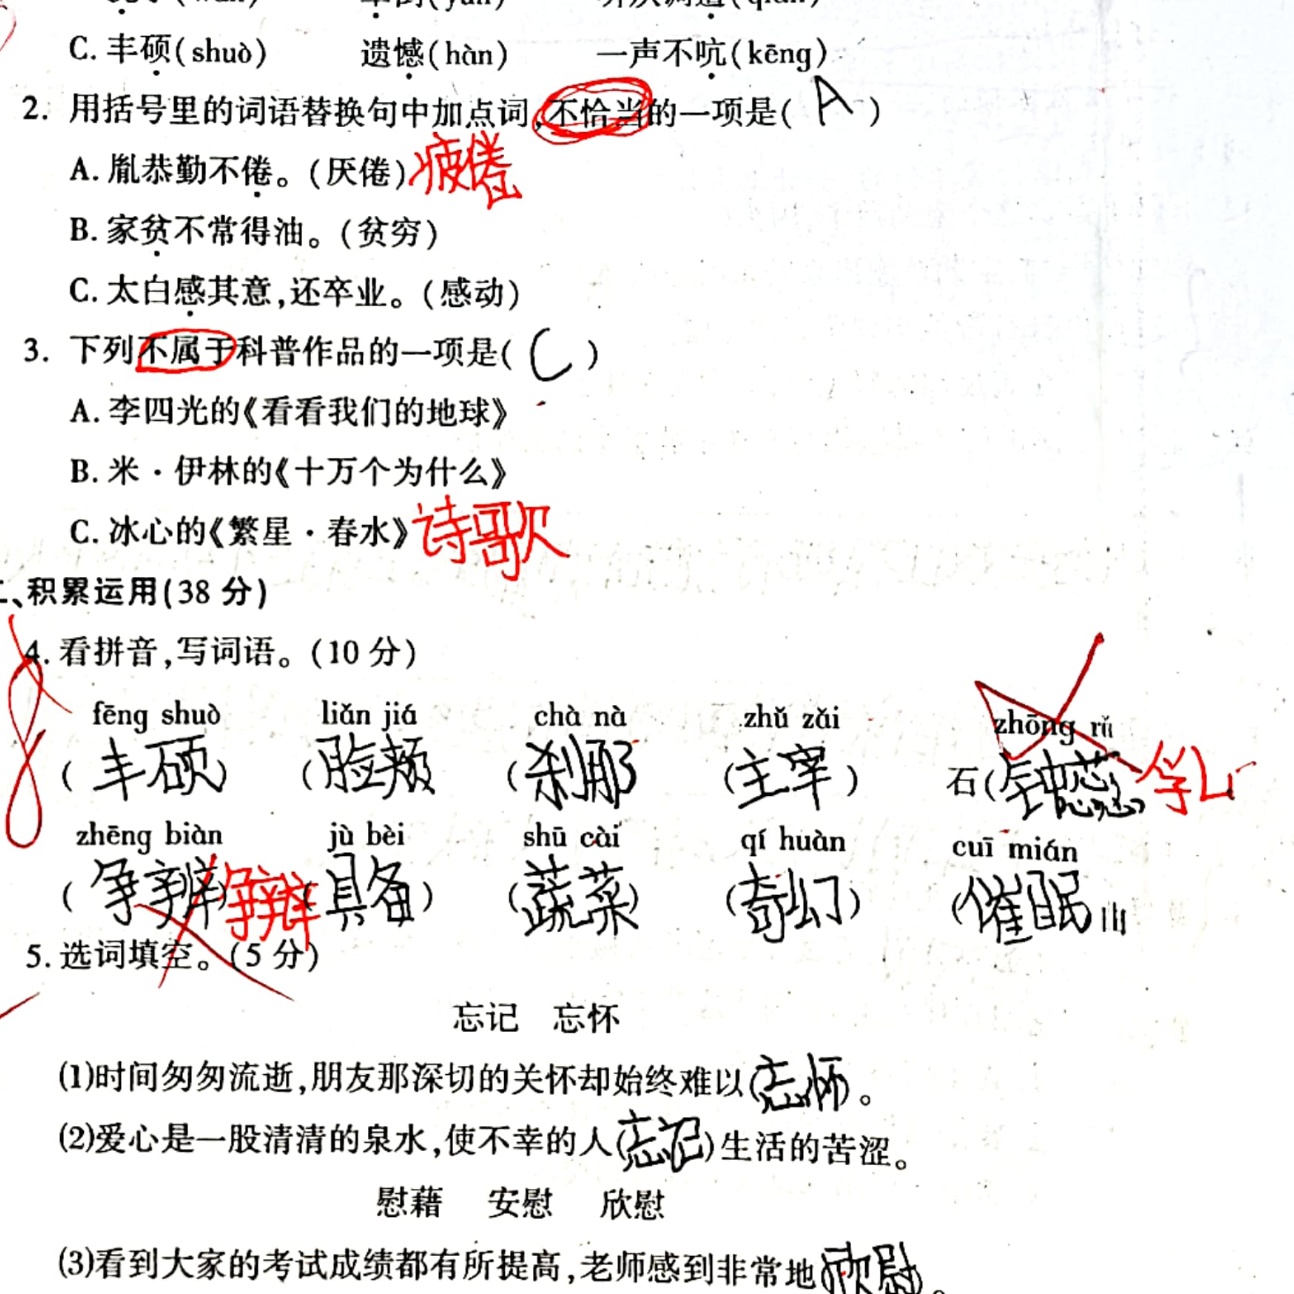 C. 丰硕(shuò) 遗憾(hàn) 一声不吭(kēng)
2. 用括号里的词语替换句中加点词,不恰当的一项是( A )
A. 胤恭勤不倦。(厌倦) 疲倦
B. 家贫不常得油。(贫穷)
C. 太白感其意,还卒业。(感动)
3. 下列不属于科普作品的一项是( C )
A. 李四光的《看看我们的地球》
B. 米·伊林的《十万个为什么》
C. 冰心的《繁星·春水》 诗歌
二、积累运用(38分)
4. 看拼音,写词语。(10分)
8
fēng shuò liǎn jiá chà nà zhǔ zǎi zhōng rǔ
(丰硕) (脸颊) (刹那) (主宰) 石(钟蕊) 乳
zhēng biàn jù bèi shū cài qí huàn cuī mián
(争辨) 争辩 (具备) (蔬菜) (奇幻) (催眠)
5. 选词填空。(5分)
忘记 忘怀
(1)时间匆匆流逝,朋友那深切的关怀却始终难以(忘怀)。
(2)爱心是一股清清的泉水,使不幸的人(忘记)生活的苦涩。
慰藉 安慰 欣慰
(3)看到大家的考试成绩都有所提高,老师感到非常地(欣慰)。